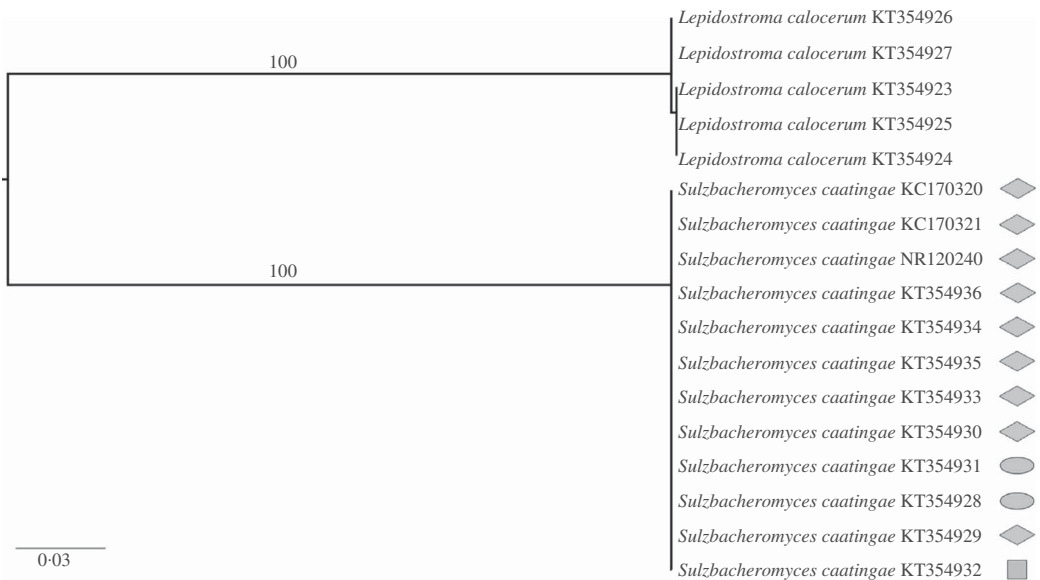 Lepidostroma calocerum KT354926
Lepidostroma calocerum KT354927
100
Lepidostroma calocerum KT354923
Lepidostroma calocerum KT354925
Lepidostroma calocerum KT354924
Sulzbacheromyces caatingae KC170320
Sulzbacheromyces caatingae KC170321
Sulzbacheromyces caatingae NR120240
100
Sulzbacheromyces caatingae KT354936
Sulzbacheromyces caatingae KT354934
Sulzbacheromyces caatingae KT354935
Sulzbacheromyces caatingae KT354933
Sulzbacheromyces caatingae KT354930
Sulzbacheromyces caatingae KT354931
Sulzbacheromyces caatingae KT354928
Sulzbacheromyces caatingae KT354929
0·03
Sulzbacheromyces caatingae KT354932